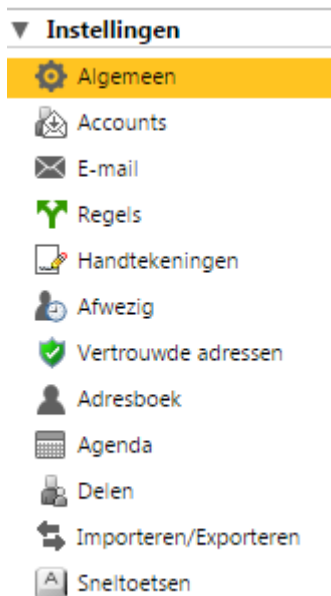 Instellingen
Algemeen
Accounts
E-mail
Regels
Handtekeningen
Afwezig
Vertrouwde adressen
Adresboek
Agenda
Delen
Importeren/Exporteren
A Sneltoetsen